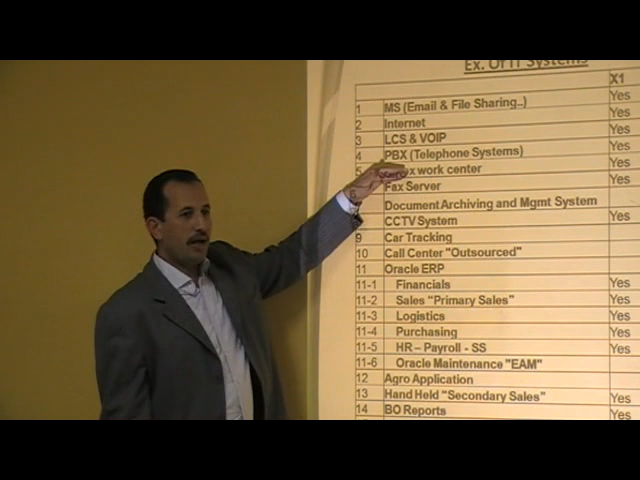 Ex. Of IT Systems
X1
1 MS (Email & File Sharing..) Yes
2 Internet Yes
3 LCS & VOIP Yes
4 PBX (Telephone Systems) Yes
5 work center Yes
6 Fax Server Yes
Document Archiving and Mgmt System
CCTV System Yes
9 Car Tracking
10 Call Center "Outsourced"
11 Oracle ERP
11-1 Financials Yes
11-2 Sales "Primary Sales" Yes
11-3 Logistics Yes
11-4 Purchasing Yes
11-5 HR – Payroll - SS Yes
11-6 Oracle Maintenance "EAM"
12 Agro Application
13 Hand Held "Secondary Sales" Yes
14 BO Reports Yes